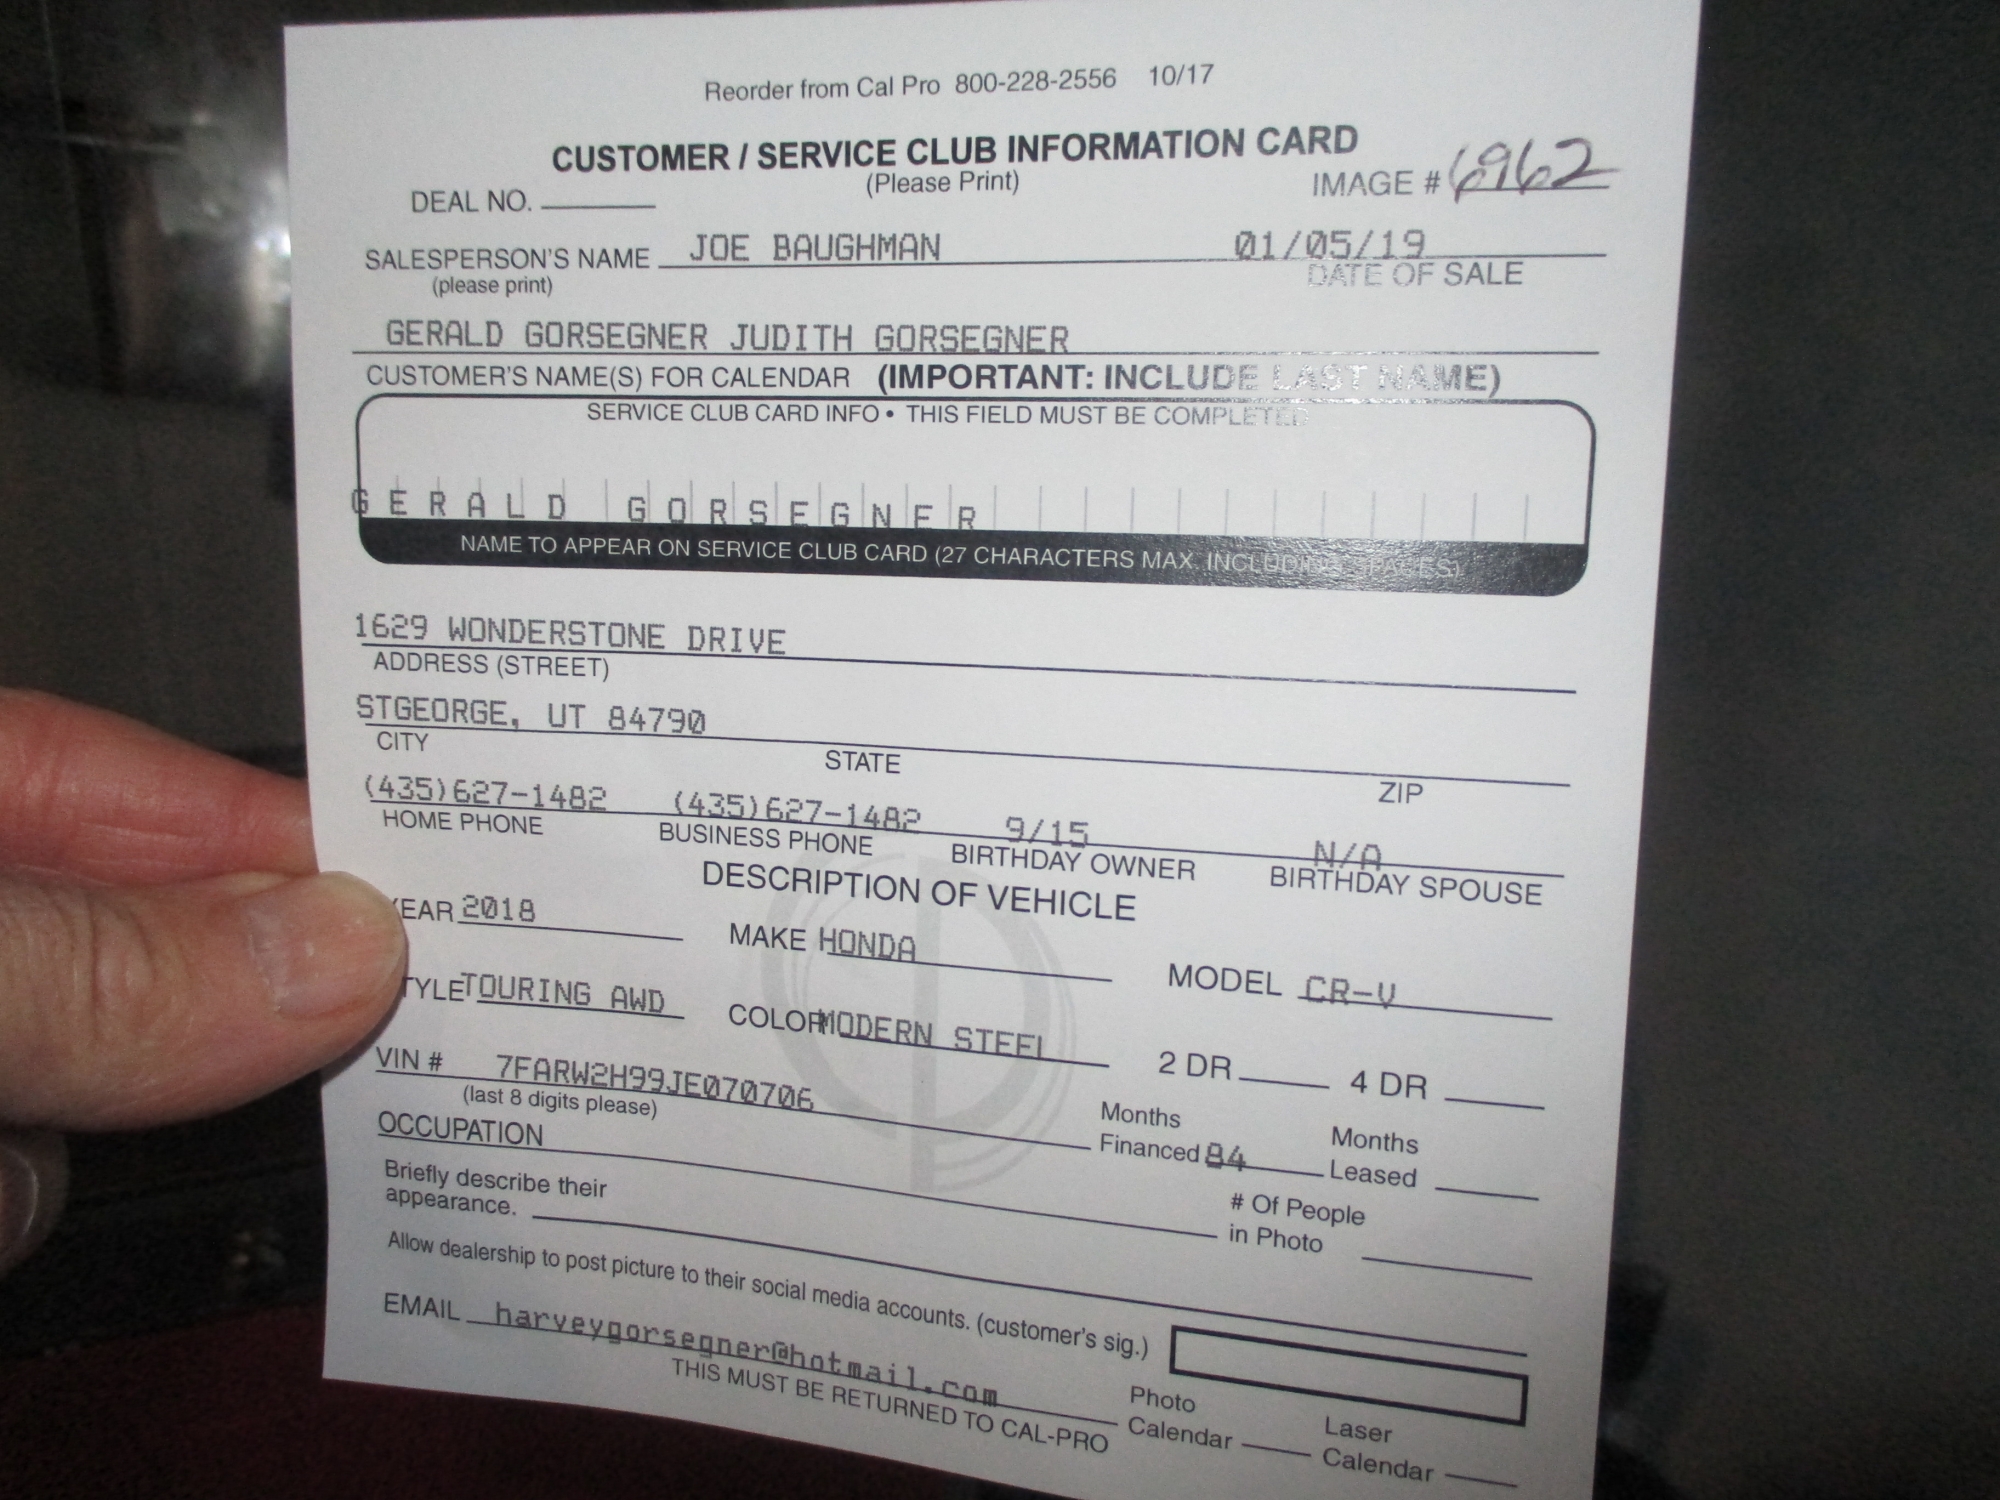 Reorder from Cal Pro 800-228-2556 10/17
CUSTOMER / SERVICE CLUB INFORMATION CARD
(Please Print)
DEAL NO. IMAGE # 6962
SALESPERSON'S NAME JOE BAUGHMAN 01/05/19
(please print) DATE OF SALE
GERALD GORSEGNER JUDITH GORSEGNER
CUSTOMER'S NAME(S) FOR CALENDAR (IMPORTANT: INCLUDE LAST NAME)
SERVICE CLUB CARD INFO • THIS FIELD MUST BE COMPLETED
GERALD GORSEGNER
NAME TO APPEAR ON SERVICE CLUB CARD (27 CHARACTERS MAX. INCLUDING SPACES)
1629 WONDERSTONE DRIVE
ADDRESS (STREET)
STGEORGE, UT 84790
CITY STATE ZIP
(435)627-1482 (435)627-1482 9/15 N/A
HOME PHONE BUSINESS PHONE BIRTHDAY OWNER BIRTHDAY SPOUSE
DESCRIPTION OF VEHICLE
EAR 2018 MAKE HONDA MODEL CR-V
TYLE TOURING AWD COLOR MODERN STEEL 2 DR 4 DR
VIN # 7FARW2H99JE070706
(last 8 digits please)
Months Financed 84 Months Leased
OCCUPATION
# Of People in Photo
Briefly describe their
appearance.
Allow dealership to post picture to their social media accounts. (customer's sig.)
EMAIL harveygorsegner@hotmail.com
THIS MUST BE RETURNED TO CAL-PRO
Photo Calendar Laser Calendar